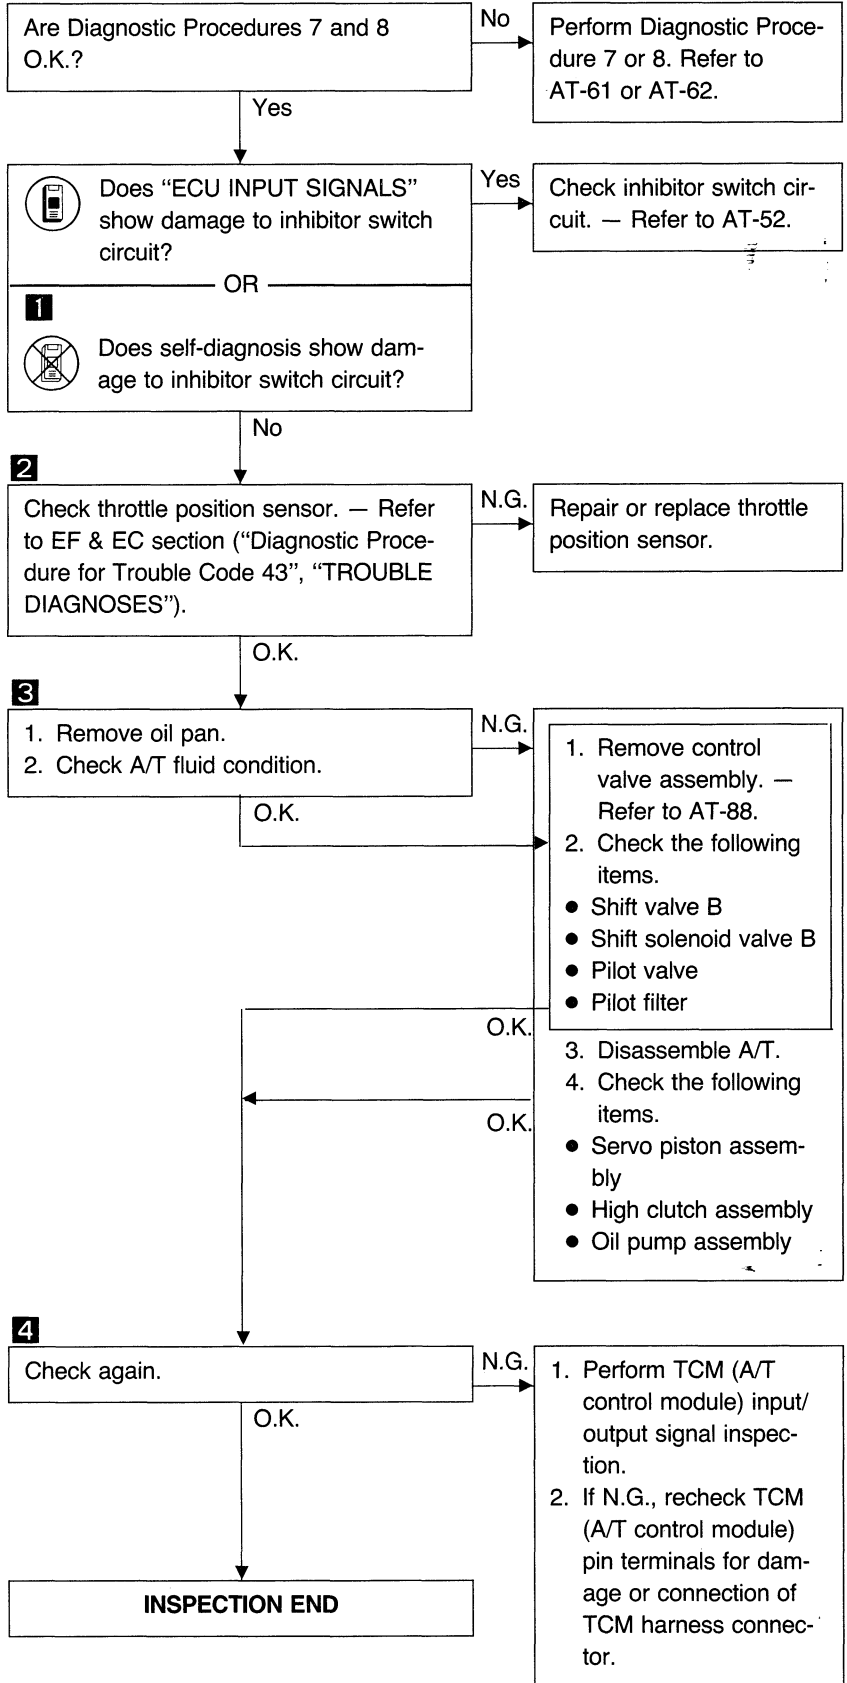 Are Diagnostic Procedures 7 and 8
O.K.?
No
Perform Diagnostic Proce-
dure 7 or 8. Refer to
AT-61 or AT-62.
Yes
Does “ECU INPUT SIGNALS”
show damage to inhibitor switch
circuit?
Yes
Check inhibitor switch cir-
cuit. — Refer to AT-52.
OR
1
Does self-diagnosis show dam-
age to inhibitor switch circuit?
No
2
Check throttle position sensor. — Refer
to EF & EC section (“Diagnostic Proce-
dure for Trouble Code 43”, “TROUBLE
DIAGNOSES”).
N.G.
Repair or replace throttle
position sensor.
O.K.
3
1. Remove oil pan.
2. Check A/T fluid condition.
N.G.
O.K.
1. Remove control
valve assembly. —
Refer to AT-88.
2. Check the following
items.
● Shift valve B
● Shift solenoid valve B
● Pilot valve
● Pilot filter
O.K.
3. Disassemble A/T.
4. Check the following
items.
● Servo piston assem-
bly
● High clutch assembly
● Oil pump assembly
O.K.
4
Check again.
N.G.
1. Perform TCM (A/T
control module) input/
output signal inspec-
tion.
2. If N.G., recheck TCM
(A/T control module)
pin terminals for dam-
age or connection of
TCM harness connec-
tor.
O.K.
INSPECTION END